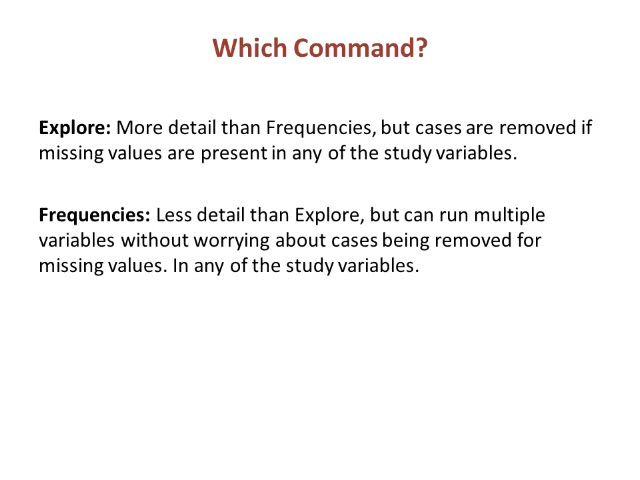 Which Command?
Explore: More detail than Frequencies, but cases are removed if
missing values are present in any of the study variables.
Frequencies: Less detail than Explore, but can run multiple
variables without worrying about cases being removed for
missing values. In any of the study variables.